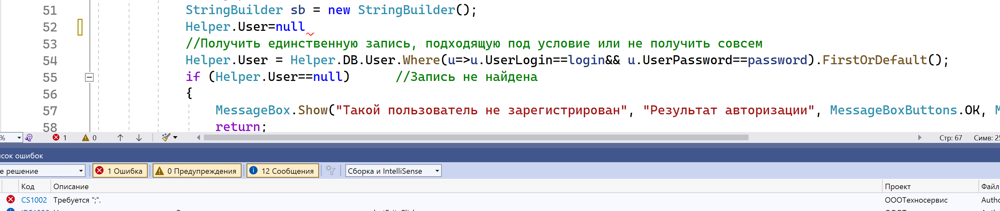 51 StringBuilder sb = new StringBuilder();
52 Helper.User=null
53 //Получить единственную запись, подходящую под условие или не получить совсем
54 Helper.User = Helper.DB.User.Where(u=>u.UserLogin==login&& u.UserPassword==password).FirstOrDefault();
55 if (Helper.User==null) //Запись не найдена
56 {
57 MessageBox.Show("Такой пользователь не зарегистрирован", "Результат авторизации", MessageBoxButtons.OK,
58 return;
% 1 0 Стр: 67 Симв: 25
сок ошибок
е решение 1 Ошибка 0 Предупреждения 12 Сообщения Сборка и IntelliSense
Код Описание Проект Файл
CS1002 Требуется ";". ОООТехносервис Autho